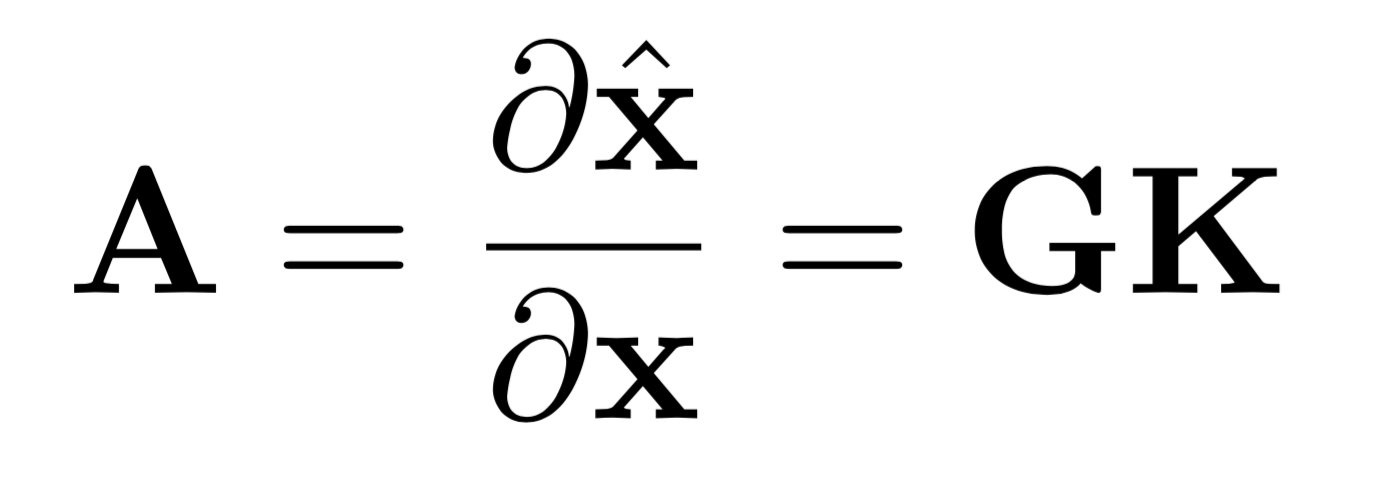 𝐀 = ∂𝐱̂/∂𝐱 = 𝐆𝐊